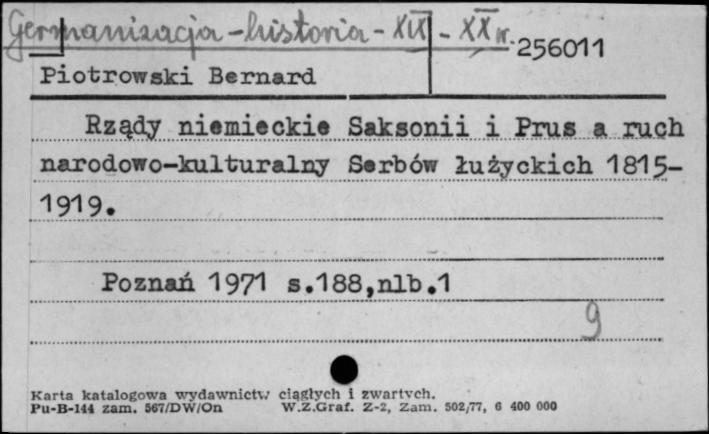 Germanizacja - historia - XIX - XX w. 256011
Piotrowski Bernard
Rządy niemieckie Saksonii i Prus a ruch
narodowo-kulturalny Serbów łużyckich 1815-
1919.
Poznań 1971 s.188,nlb.1
9
Karta katalogowa wydawnictw ciągłych i zwartych.
Pu-B-144 zam. 567/DW/On W.Z.Graf. Z-2, Zam. 502/77, 6 400 000